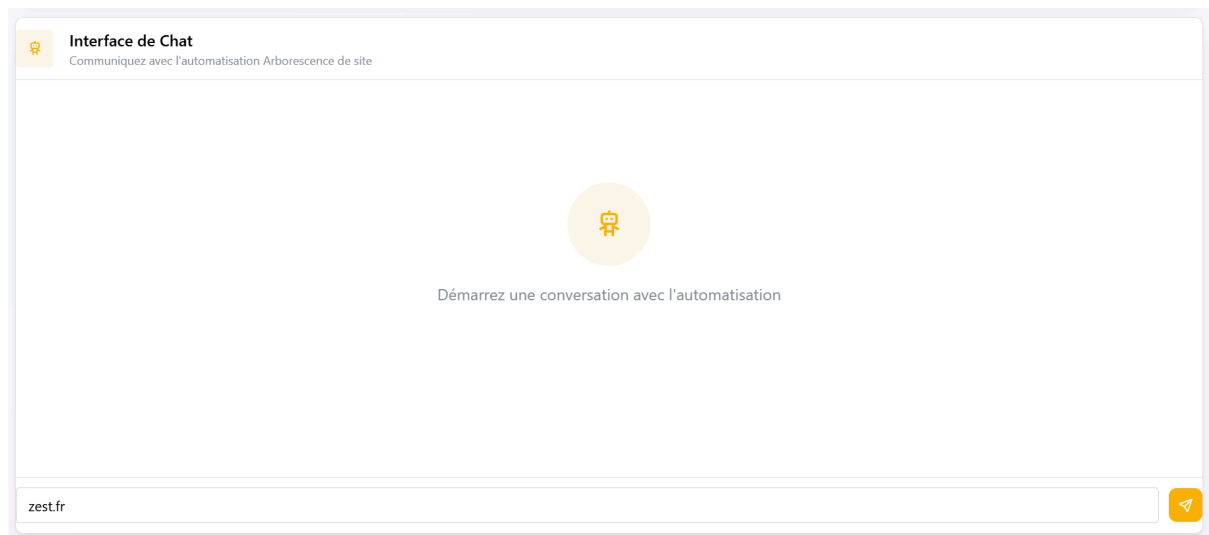 Interface de Chat
Communiquez avec l'automatisation Arborescence de site
Démarrez une conversation avec l'automatisation
zest.fr